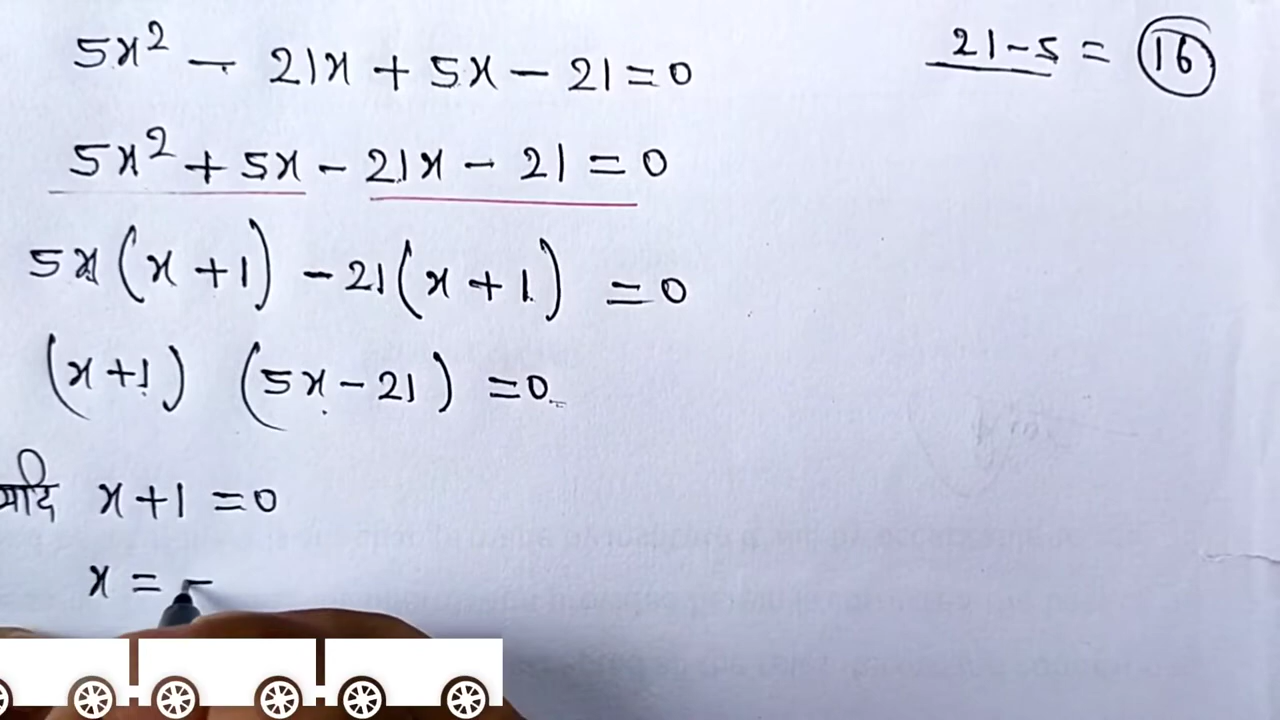 5x² - 21x + 5x - 21 = 0
21 - 5 = 16
5x² + 5x - 21x - 21 = 0
5x(x + 1) - 21(x + 1) = 0
(x + 1) (5x - 21) = 0
यदि x + 1 = 0
x = -